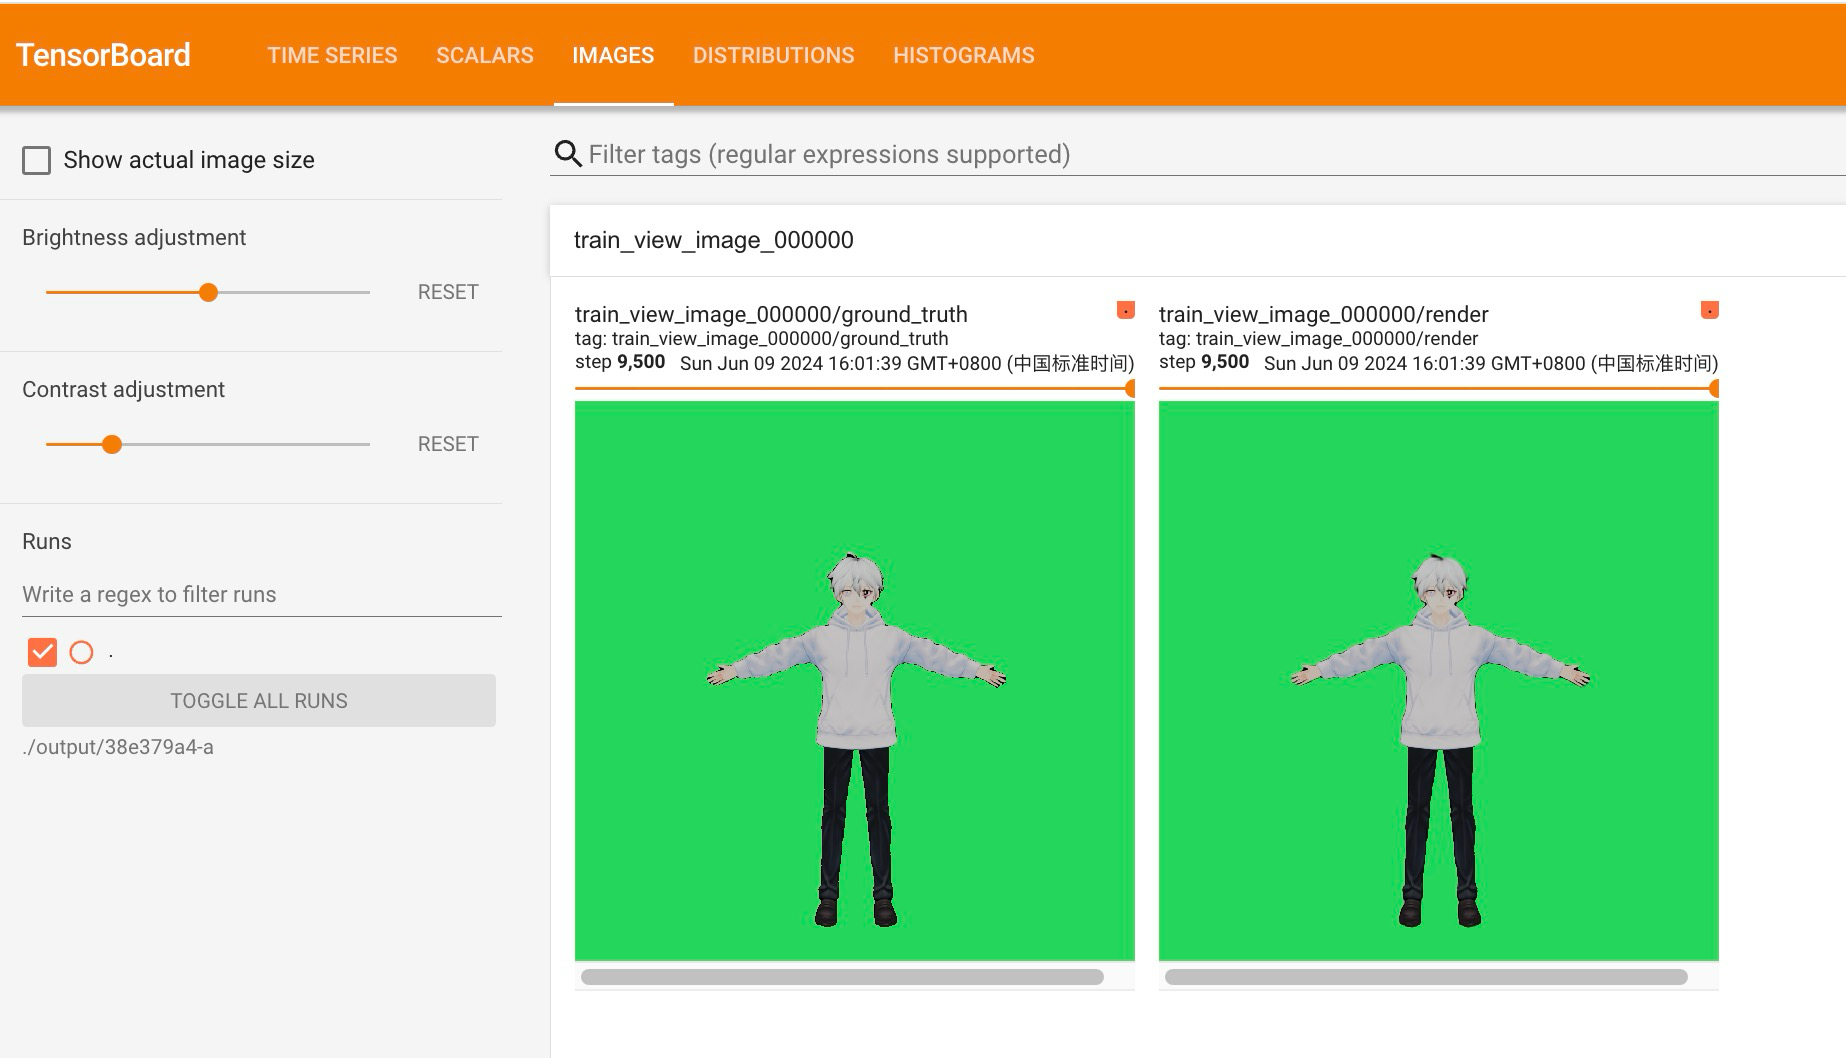 TensorBoard
TIME SERIES
SCALARS
IMAGES
DISTRIBUTIONS
HISTOGRAMS
Show actual image size
Brightness adjustment
RESET
Contrast adjustment
RESET
Runs
Write a regex to filter runs
.
TOGGLE ALL RUNS
./output/38e379a4-a
Filter tags (regular expressions supported)
train_view_image_000000
train_view_image_000000/ground_truth
.
tag: train_view_image_000000/ground_truth
step 9,500 Sun Jun 09 2024 16:01:39 GMT+0800 (中国标准时间)
train_view_image_000000/render
.
tag: train_view_image_000000/render
step 9,500 Sun Jun 09 2024 16:01:39 GMT+0800 (中国标准时间)